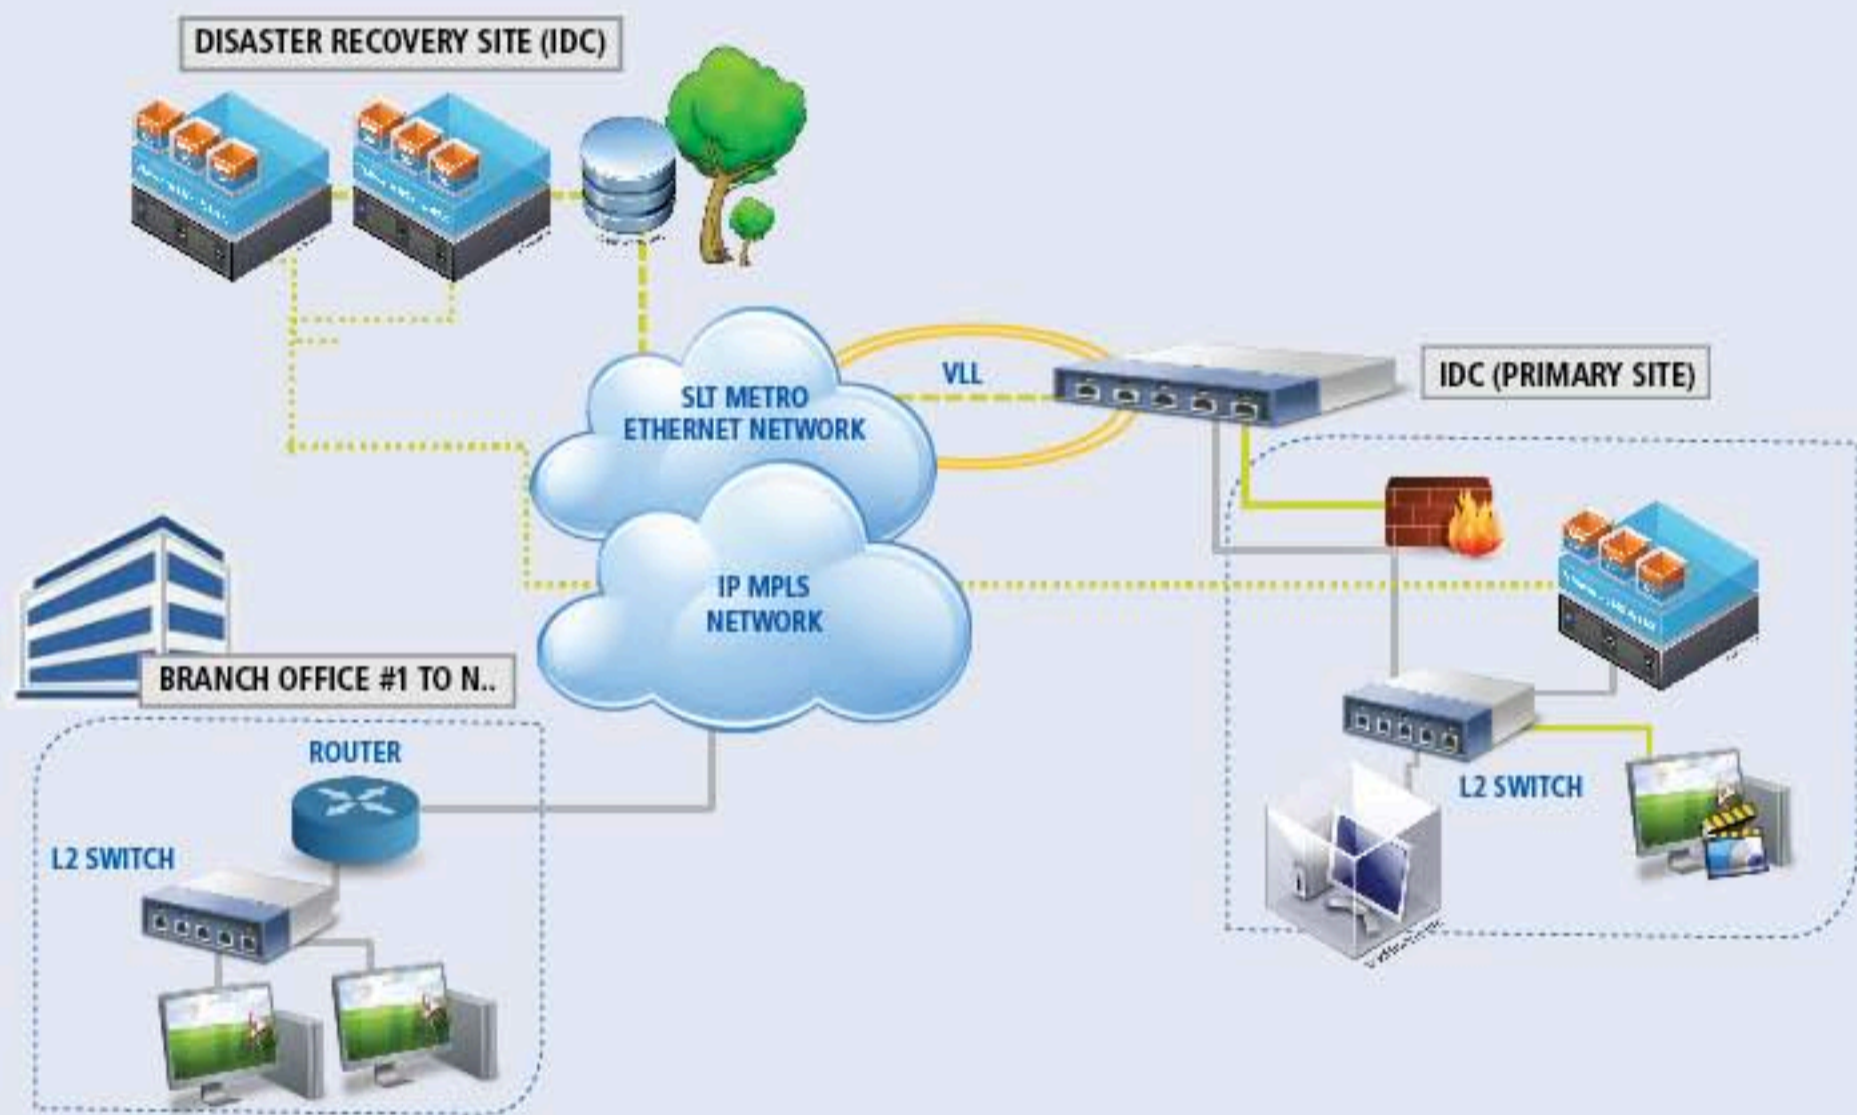 DISASTER RECOVERY SITE (IDC)
SLT METRO
ETHERNET NETWORK
VLL
IDC (PRIMARY SITE)
IP MPLS
NETWORK
BRANCH OFFICE #1 TO N..
ROUTER
L2 SWITCH
L2 SWITCH